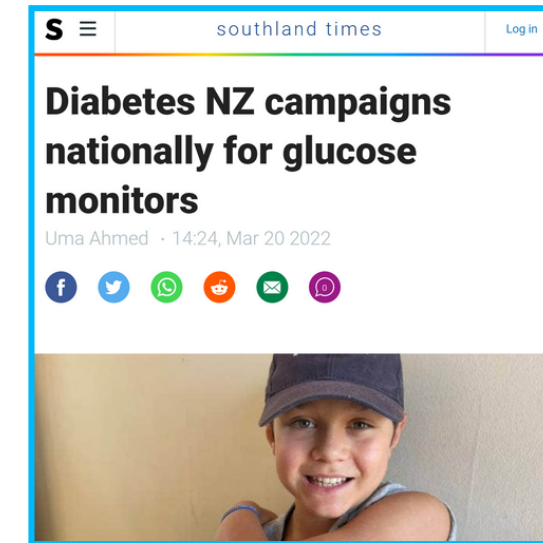 S
southland times
Log in
Diabetes NZ campaigns
nationally for glucose
monitors
Uma Ahmed · 14:24, Mar 20 2022
f
0